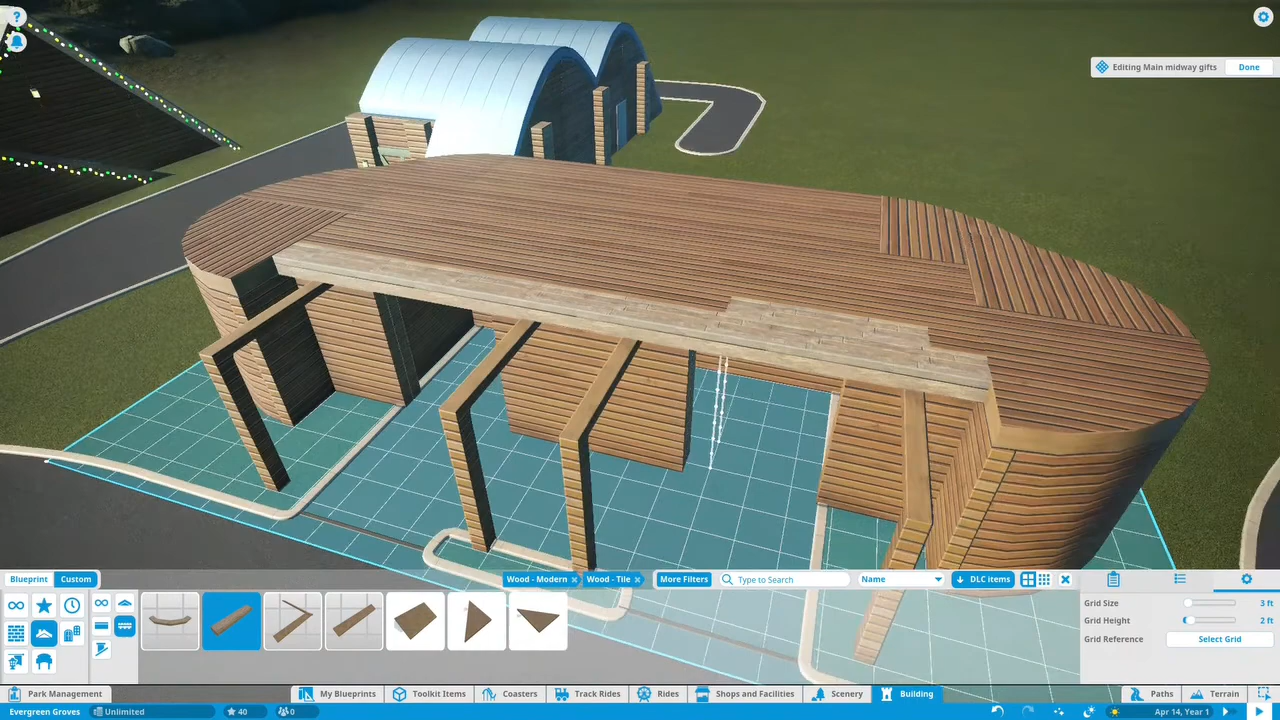 ?
Editing Main midway gifts
Done
Blueprint
Custom
Wood - Modern ×
Wood - Tile ×
More Filters
Type to Search
Name
DLC items
Grid Size
3 ft
Grid Height
2 ft
Grid Reference
Select Grid
Park Management
My Blueprints
Toolkit Items
Coasters
Track Rides
Rides
Shops and Facilities
Scenery
Building
Paths
Terrain
Evergreen Groves
Unlimited
40
0
Apr 14, Year 1